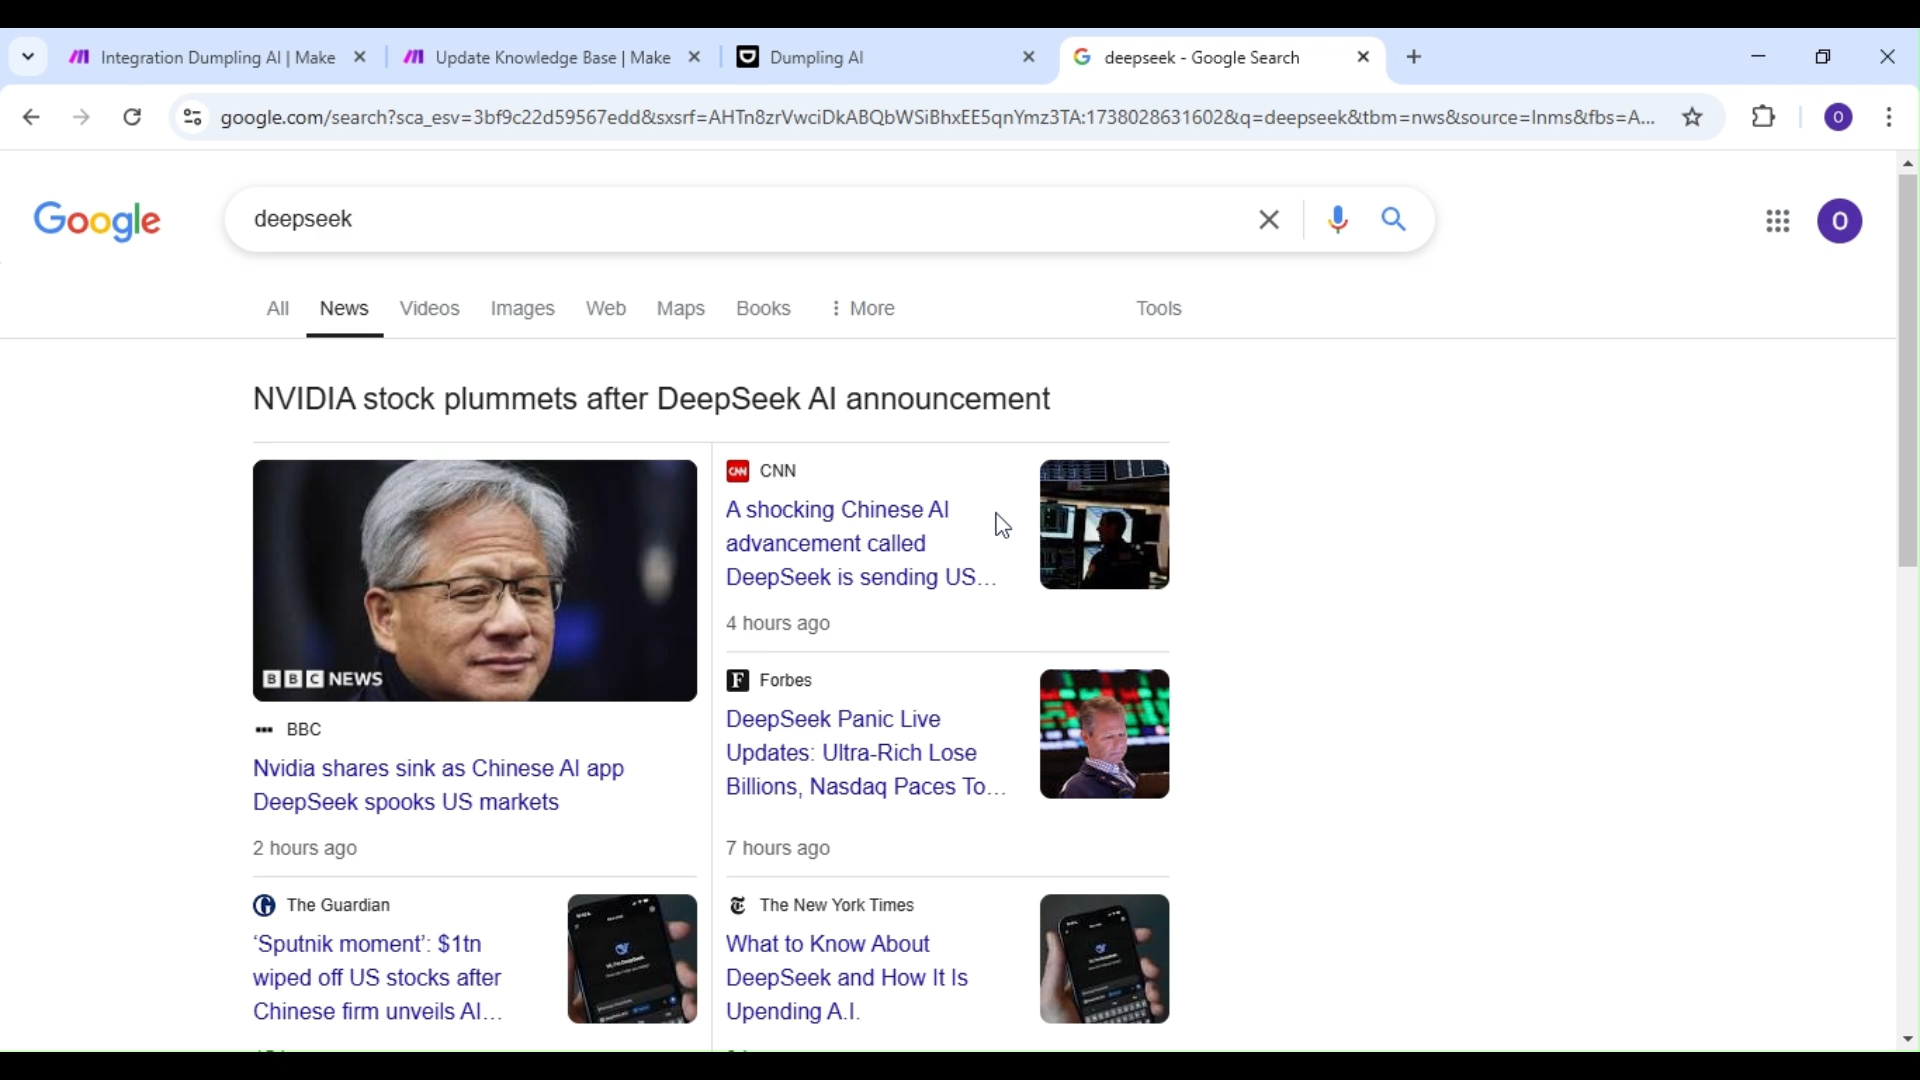 Integration Dumpling AI | Make
Update Knowledge Base | Make
Dumpling AI
deepseek - Google Search
google.com/search?sca_esv=3bf9c22d59567edd&sxsrf=AHTn8zrVwciDkABQbWSiBhxEE5qnYmz3TA:1738028631602&q=deepseek&tbm=nws&source=lnms&fbs=A...
O
Google
deepseek
O
All
News
Videos
Images
Web
Maps
Books
More
Tools
NVIDIA stock plummets after DeepSeek AI announcement
BBC NEWS
BBC
Nvidia shares sink as Chinese AI app
DeepSeek spooks US markets
2 hours ago
CNN
CNN
A shocking Chinese AI
advancement called
DeepSeek is sending US...
4 hours ago
F
Forbes
DeepSeek Panic Live
Updates: Ultra-Rich Lose
Billions, Nasdaq Paces To...
7 hours ago
The Guardian
‘Sputnik moment’: $1tn
wiped off US stocks after
Chinese firm unveils AI...
The New York Times
What to Know About
DeepSeek and How It Is
Upending A.I.